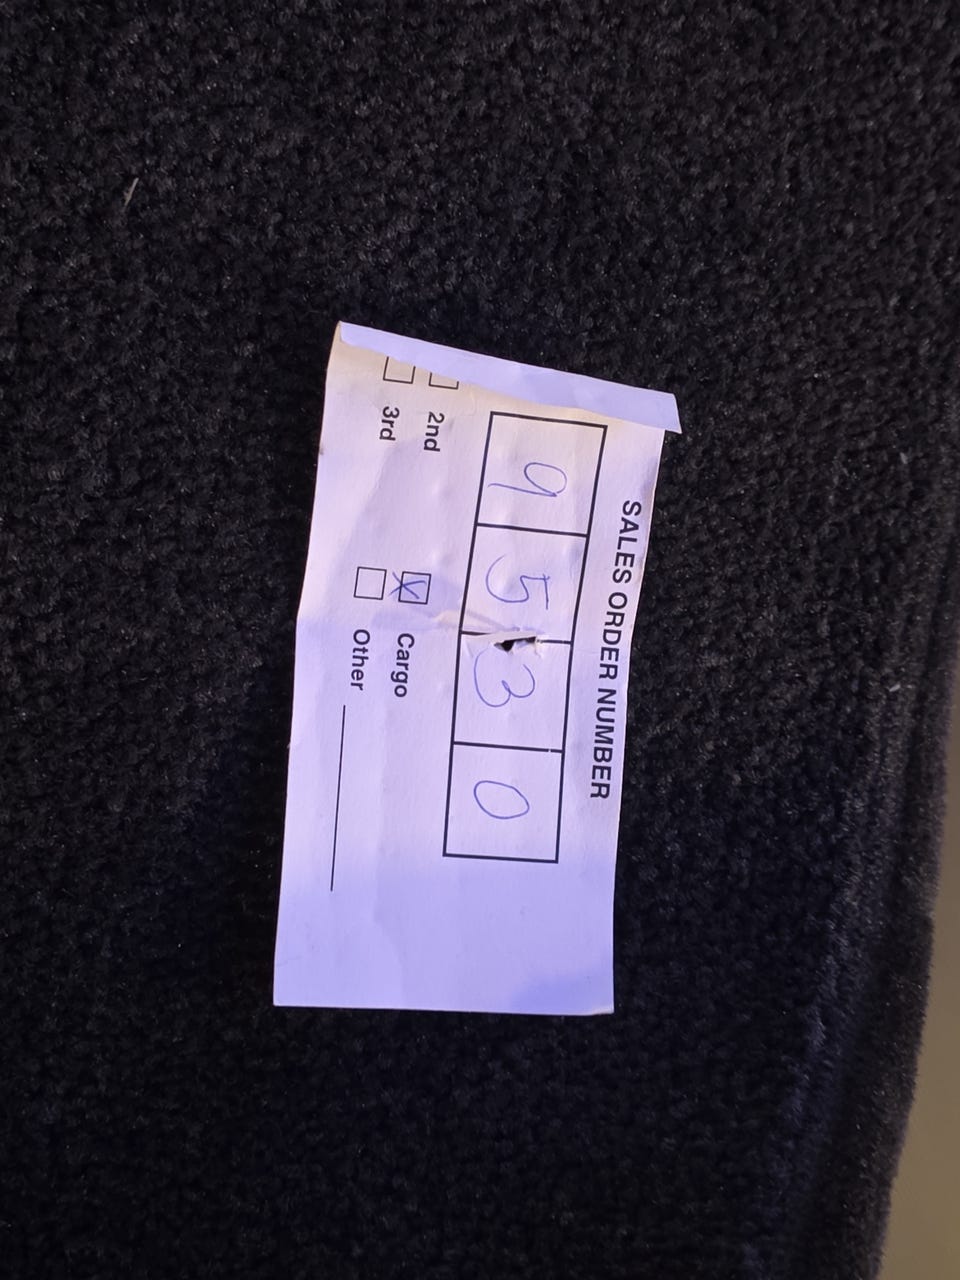 SALES ORDER NUMBER
9530
2nd Cargo
3rd Other